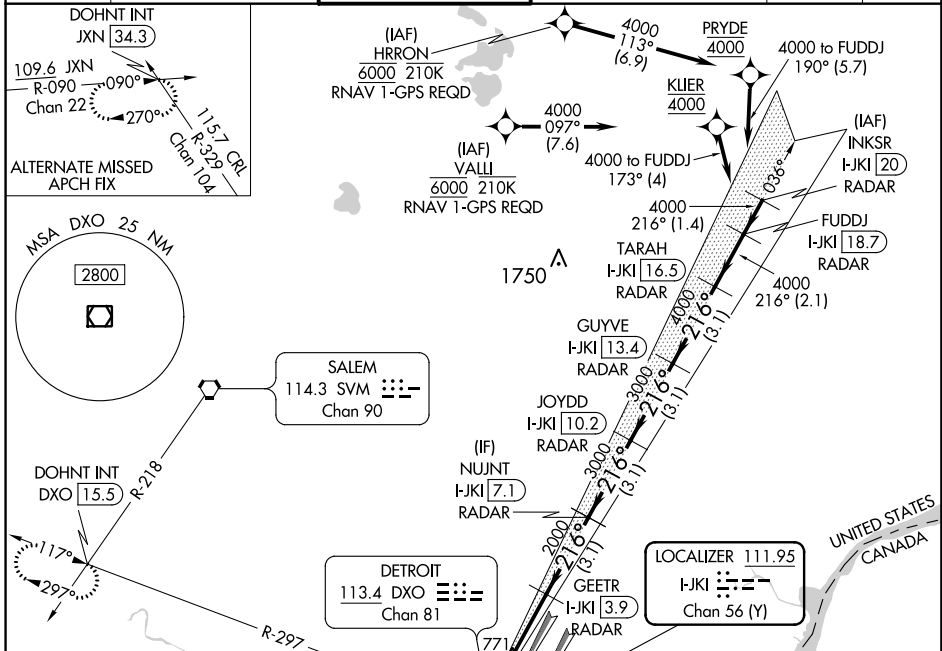 DOHNT INT
JXN 34.3
109.6 JXN
R-090
Chan 22
090°
270°
115.7 CRL
R-329
Chan 104
ALTERNATE MISSED
APCH FIX
MSA DXO 25 NM
2800
(IAF)
HRRON
6000 210K
RNAV 1-GPS REQD
4000
113°
(6.9)
PRYDE
4000
4000 to FUDDJ
190° (5.7)
KLIER
4000
4000
097°
(7.6)
(IAF)
VALLI
6000 210K
RNAV 1-GPS REQD
4000 to FUDDJ
173° (4)
036°
(IAF)
INKSR
I-JKI 20
RADAR
4000
216° (1.4)
FUDDJ
I-JKI 18.7
RADAR
4000
216° (2.1)
TARAH
I-JKI 16.5
RADAR
1750
4000
216°
(3.1)
GUYVE
I-JKI 13.4
RADAR
3000
216°
(3.1)
JOYDD
I-JKI 10.2
RADAR
3000
216°
(3.1)
(IF)
NUJNT
I-JKI 7.1
RADAR
2000
216°
(3.1)
GEETR
I-JKI 3.9
RADAR
SALEM
114.3 SVM
Chan 90
R-218
DOHNT INT
DXO 15.5
117°
297°
R-297
DETROIT
113.4 DXO
Chan 81
771
LOCALIZER 111.95
I-JKI
Chan 56 (Y)
UNITED STATES
CANADA